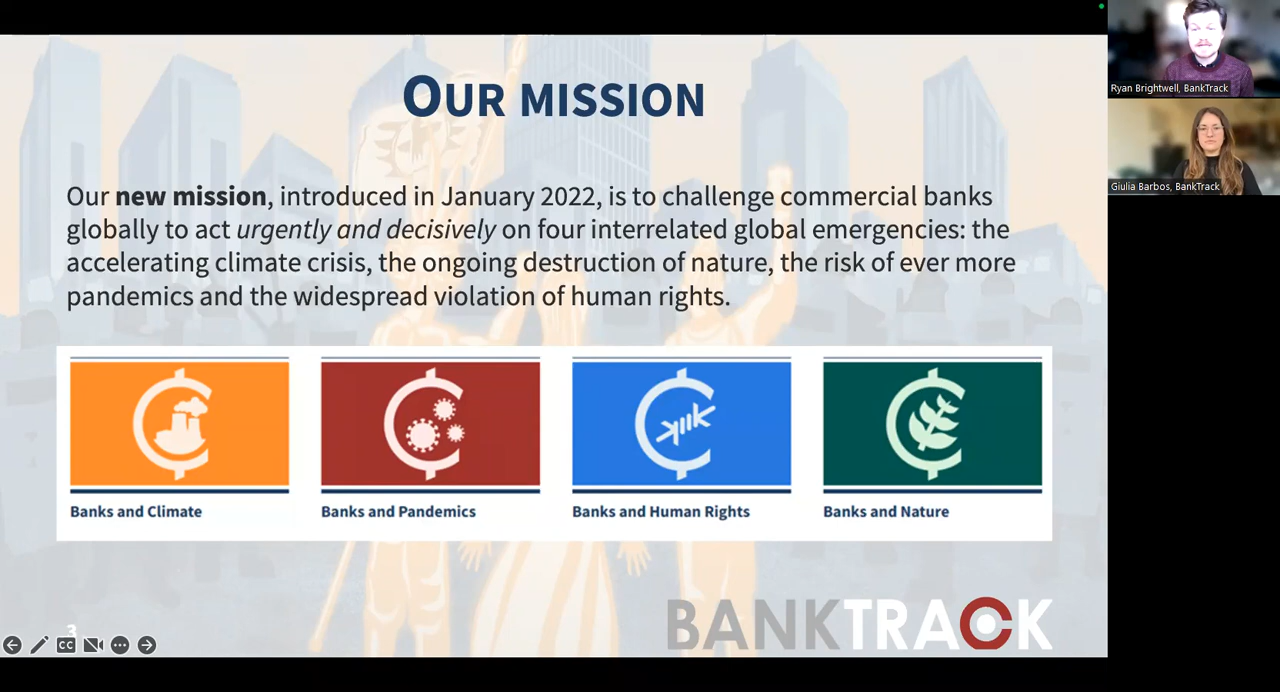 OUR MISSION
Our new mission, introduced in January 2022, is to challenge commercial banks
globally to act urgently and decisively on four interrelated global emergencies: the
accelerating climate crisis, the ongoing destruction of nature, the risk of ever more
pandemics and the widespread violation of human rights.
Banks and Climate
Banks and Pandemics
Banks and Human Rights
Banks and Nature
BANKTRACK
3
CC
Ryan Brightwell, BankTrack
Giulia Barbos, BankTrack